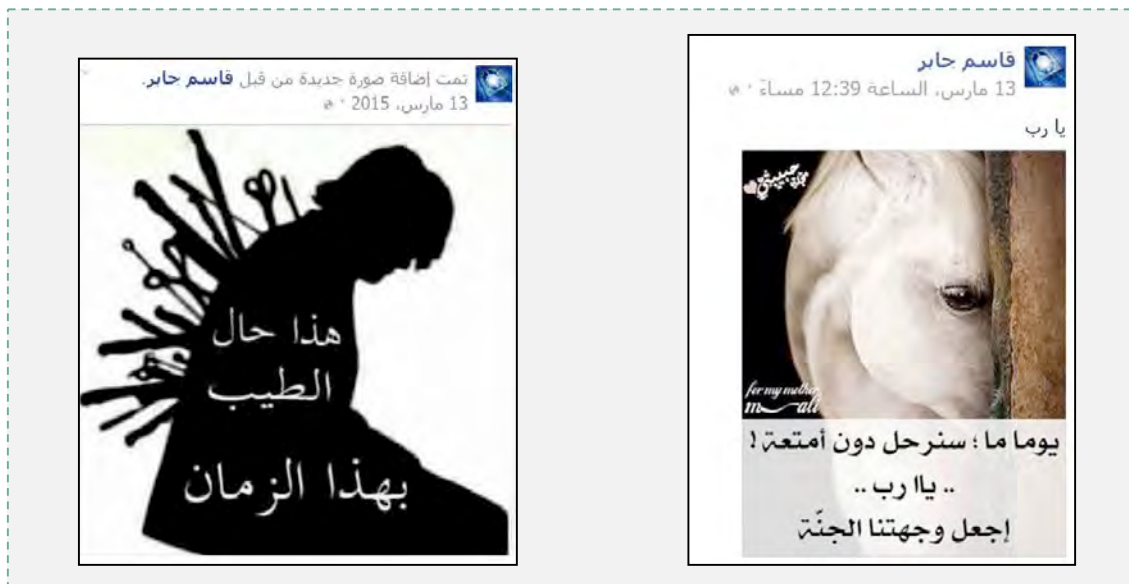 قاسم جابر
13 مارس، الساعة 12:39 مساءً ·
يا رب
حبيبتي
for my mother
m ali
يوما ما ؛ سنرحل دون أمتعة !
.. ياا رب ..
إجعل وجهتنا الجنّة
تمت إضافة صورة جديدة من قبل قاسم جابر.
13 مارس، 2015 ·
هذا حال
الطيب
بهذا الزمان